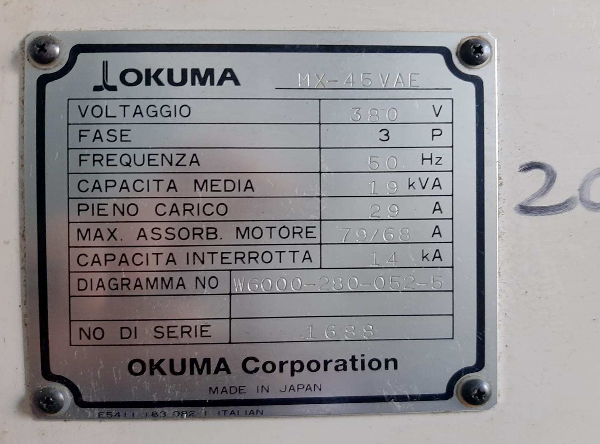 OKUMA MX-45VAE
VOLTAGGIO 380 V
FASE 3 P
FREQUENZA 50 Hz
CAPACITA MEDIA 19 kVA
PIENO CARICO 29 A
MAX. ASSORB. MOTORE 79/68 A
CAPACITA INTERROTTA 14 kA
DIAGRAMMA NO W6000-280-052-5
NO DI SERIE 1688
OKUMA Corporation
MADE IN JAPAN
ITALIAN
20